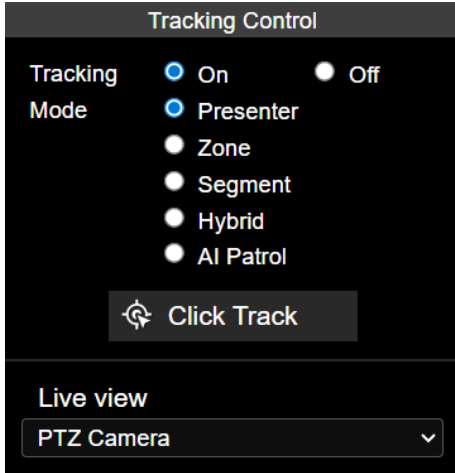 Tracking Control
Tracking On Off
Mode Presenter
Zone
Segment
Hybrid
AI Patrol
Click Track
Live view
PTZ Camera